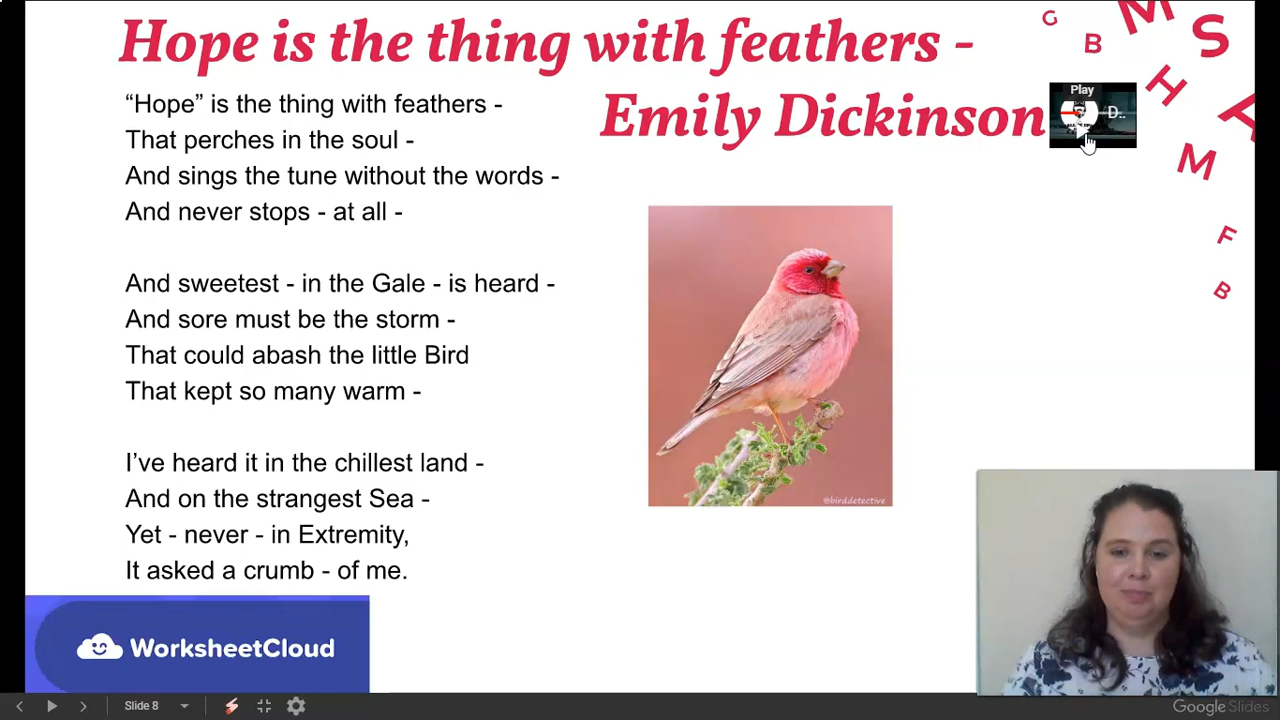 Hope is the thing with feathers -
Emily Dickinson
Play
D..
“Hope” is the thing with feathers -
That perches in the soul -
And sings the tune without the words -
And never stops - at all -
And sweetest - in the Gale - is heard -
And sore must be the storm -
That could abash the little Bird
That kept so many warm -
I’ve heard it in the chillest land -
And on the strangest Sea -
Yet - never - in Extremity,
It asked a crumb - of me.
G
B
M
S
H
A
M
F
B
@birddetective
WorksheetCloud
Slide 8
Google Slides